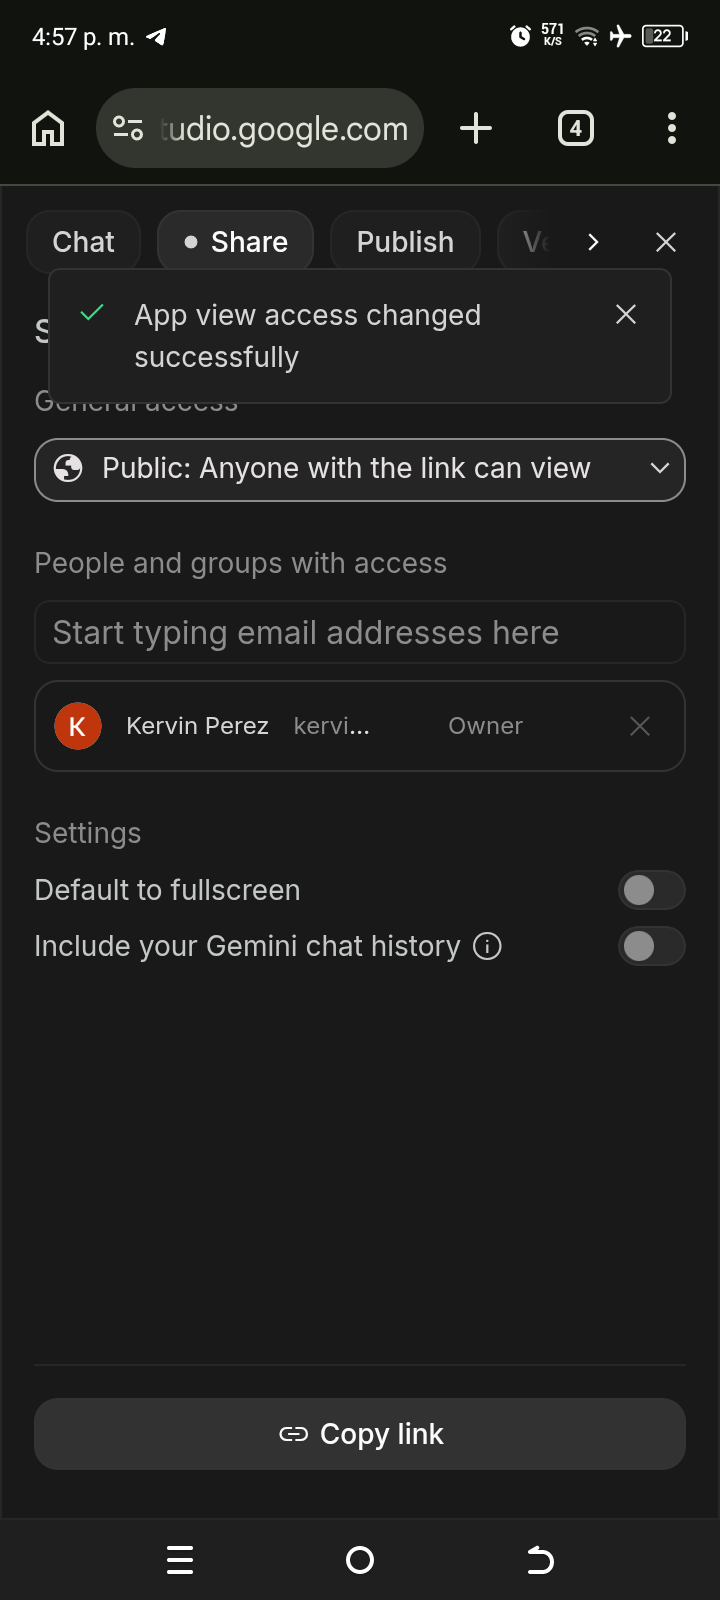 4:57 p. m.
571
K/S
22
tudio.google.com
4
Chat
Share
Publish
App view access changed
successfully
General access
Public: Anyone with the link can view
People and groups with access
Start typing email addresses here
K
Kervin Perez kervi... Owner
Settings
Default to fullscreen
Include your Gemini chat history
Copy link